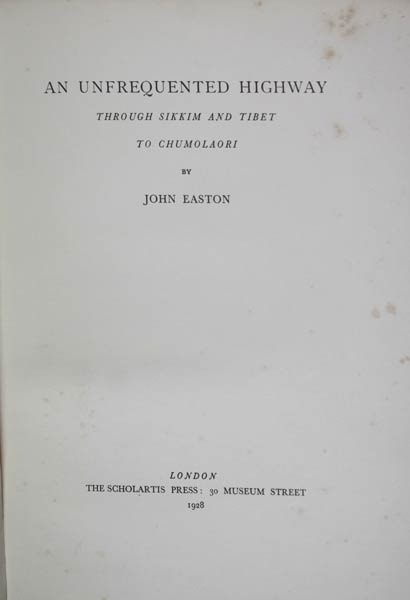 AN UNFREQUENTED HIGHWAY
THROUGH SIKKIM AND TIBET
TO CHUMOLAORI
BY
JOHN EASTON
LONDON
THE SCHOLARTIS PRESS: 30 MUSEUM STREET
1928